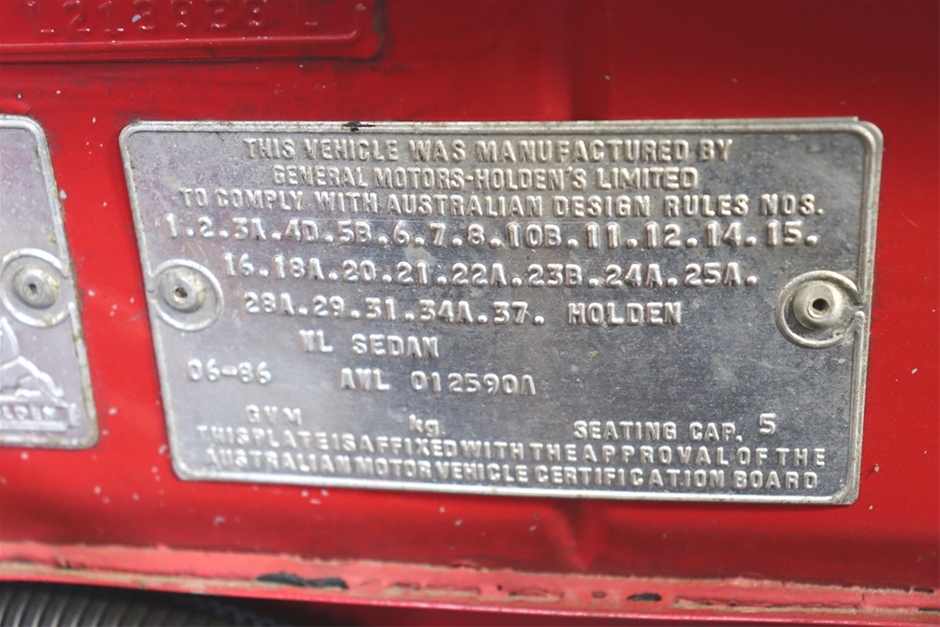 L213939L
THIS VEHICLE WAS MANUFACTURED BY
GENERAL MOTORS-HOLDEN'S LIMITED
TO COMPLY WITH AUSTRALIAN DESIGN RULES NOS.
1.2.3A.4D.5B.6.7.8.10B.11.12.14.15.
16.18A.20.21.22A.23B.24A.25A.
28A.29.31.34A.37. HOLDEN
WL SEDAN
06-86 AWL 012590A
GVM kg. SEATING CAP. 5
THIS PLATE IS AFFIXED WITH THE APPROVAL OF THE
AUSTRALIAN MOTOR VEHICLE CERTIFICATION BOARD